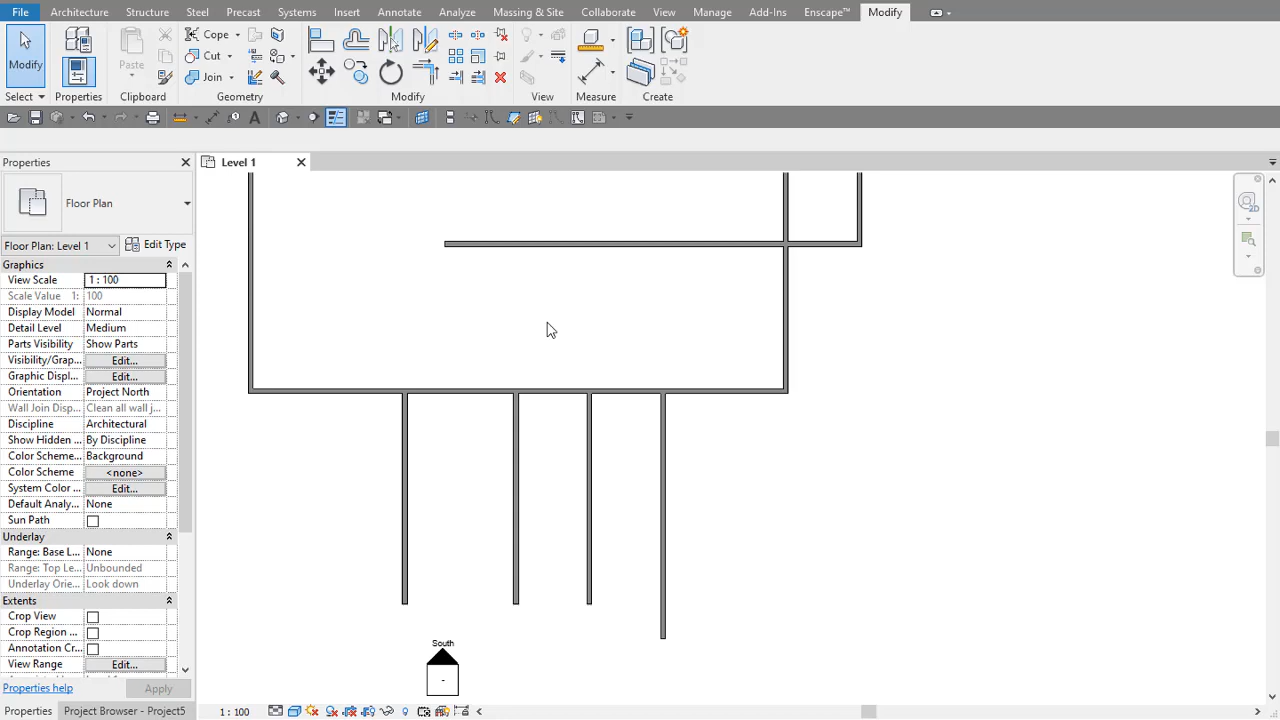 File Architecture Structure Steel Precast Systems Insert Annotate Analyze Massing & Site Collaborate View Manage Add-Ins Enscape™ Modify
Modify
Paste
Cope
Cut
Join
Select Properties Clipboard Geometry Modify View Measure Create
Properties
Level 1
Floor Plan
Floor Plan: Level 1 Edit Type
Graphics
View Scale 1 : 100
Scale Value 1: 100
Display Model Normal
Detail Level Medium
Parts Visibility Show Parts
Visibility/Grap... Edit...
Graphic Displ... Edit...
Orientation Project North
Wall Join Disp... Clean all wall j...
Discipline Architectural
Show Hidden ... By Discipline
Color Scheme... Background
Color Scheme <none>
System Color ... Edit...
Default Analy... None
Sun Path
Underlay
Range: Base L... None
Range: Top Le... Unbounded
Underlay Orie... Look down
Extents
Crop View
Crop Region ...
Annotation Cr...
View Range Edit...
Properties help Apply
Properties Project Browser - Project5
South
-
1 : 100
2D
A